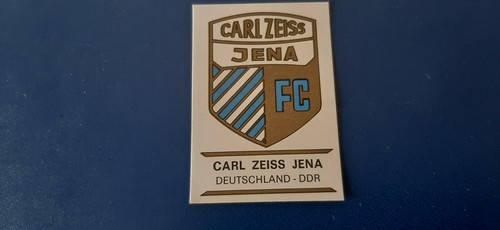 CARL ZEISS
JENA
FC
CARL ZEISS JENA
DEUTSCHLAND - DDR